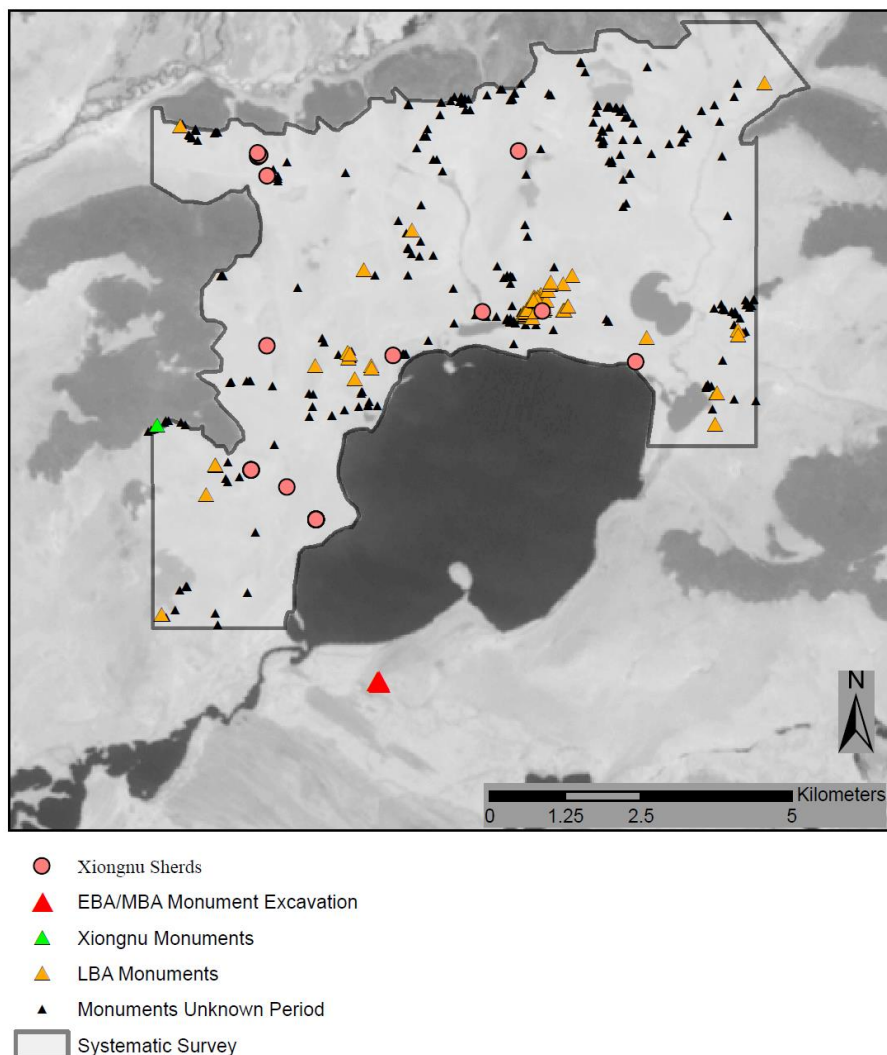 N
Kilometers
0 1.25 2.5 5
Xiongnu Sherds
EBA/MBA Monument Excavation
Xiongnu Monuments
LBA Monuments
Monuments Unknown Period
Systematic Survey